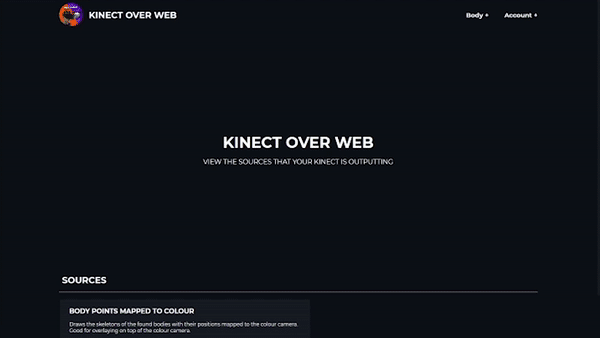 KINECT OVER WEB
Body
Account
KINECT OVER WEB
VIEW THE SOURCES THAT YOUR KINECT IS OUTPUTTING
SOURCES
BODY POINTS MAPPED TO COLOUR
Draws the skeletons of the found bodies with their positions mapped to the colour camera.
Good for overlaying on top of the colour camera.